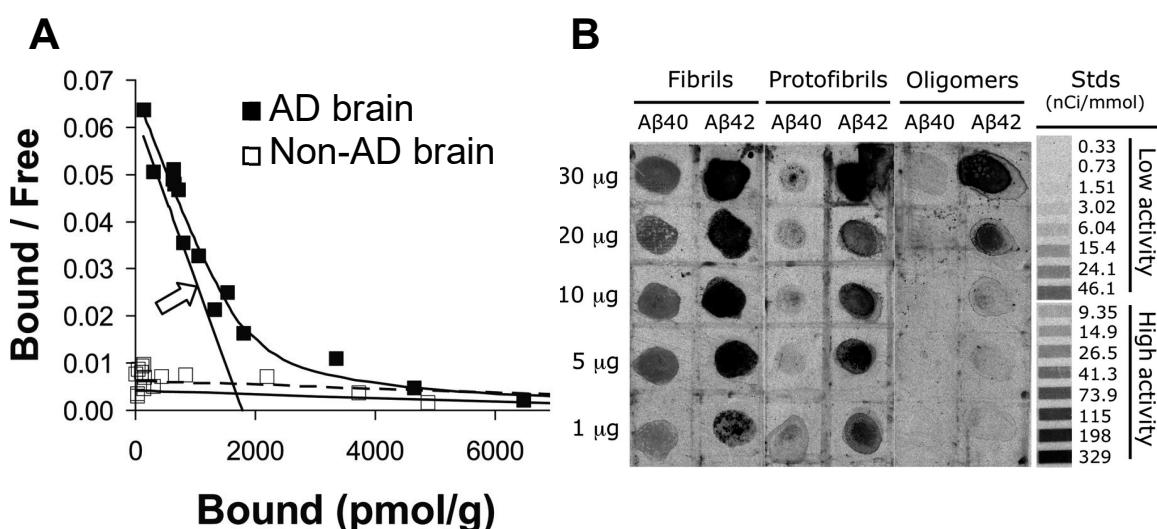 A
Bound / Free
0.07
0.06
0.05
0.04
0.03
0.02
0.01
0.00
AD brain
Non-AD brain
0 2000 4000 6000
Bound (pmol/g)
B
Fibrils Protofibrils Oligomers Stds
(nCi/mmol)
Aβ40 Aβ42 Aβ40 Aβ42 Aβ40 Aβ42
30 μg
20 μg
10 μg
5 μg
1 μg
0.33
0.73
1.51
3.02
6.04
15.4
24.1
46.1
Low activity
9.35
14.9
26.5
41.3
73.9
115
198
329
High activity